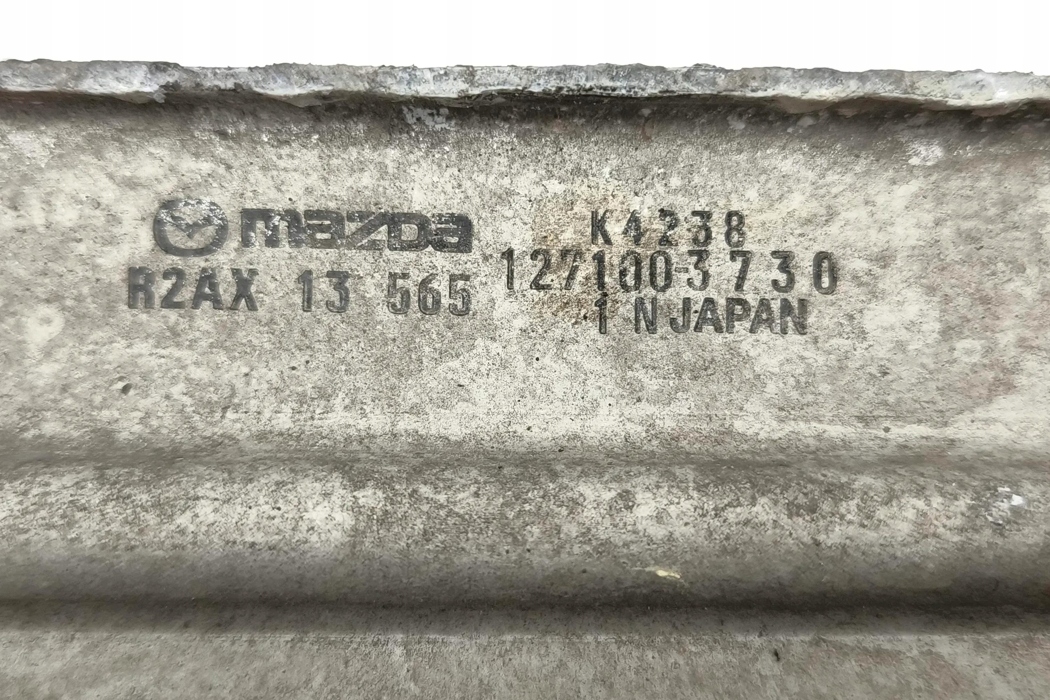 mazda
R2AX 13 565
K4238
127100-3730
1 N JAPAN